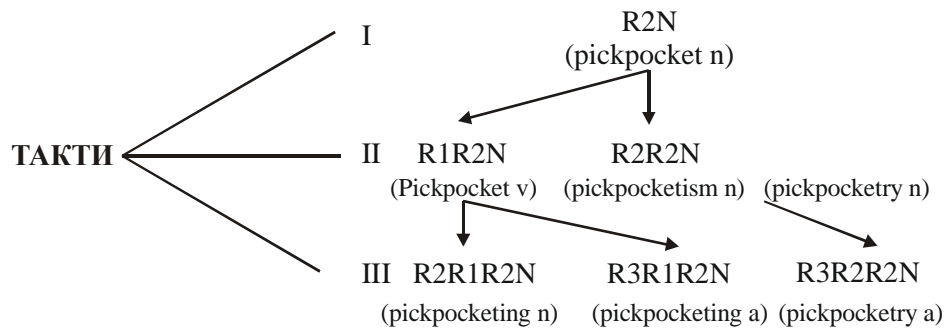 I R2N
(pickpocket n)
ТАКТИ
II R1R2N R2R2N
(Pickpocket v) (pickpocketism n) (pickpocketry n)
III R2R1R2N R3R1R2N R3R2R2N
(pickpocketing n) (pickpocketing a) (pickpocketry a)